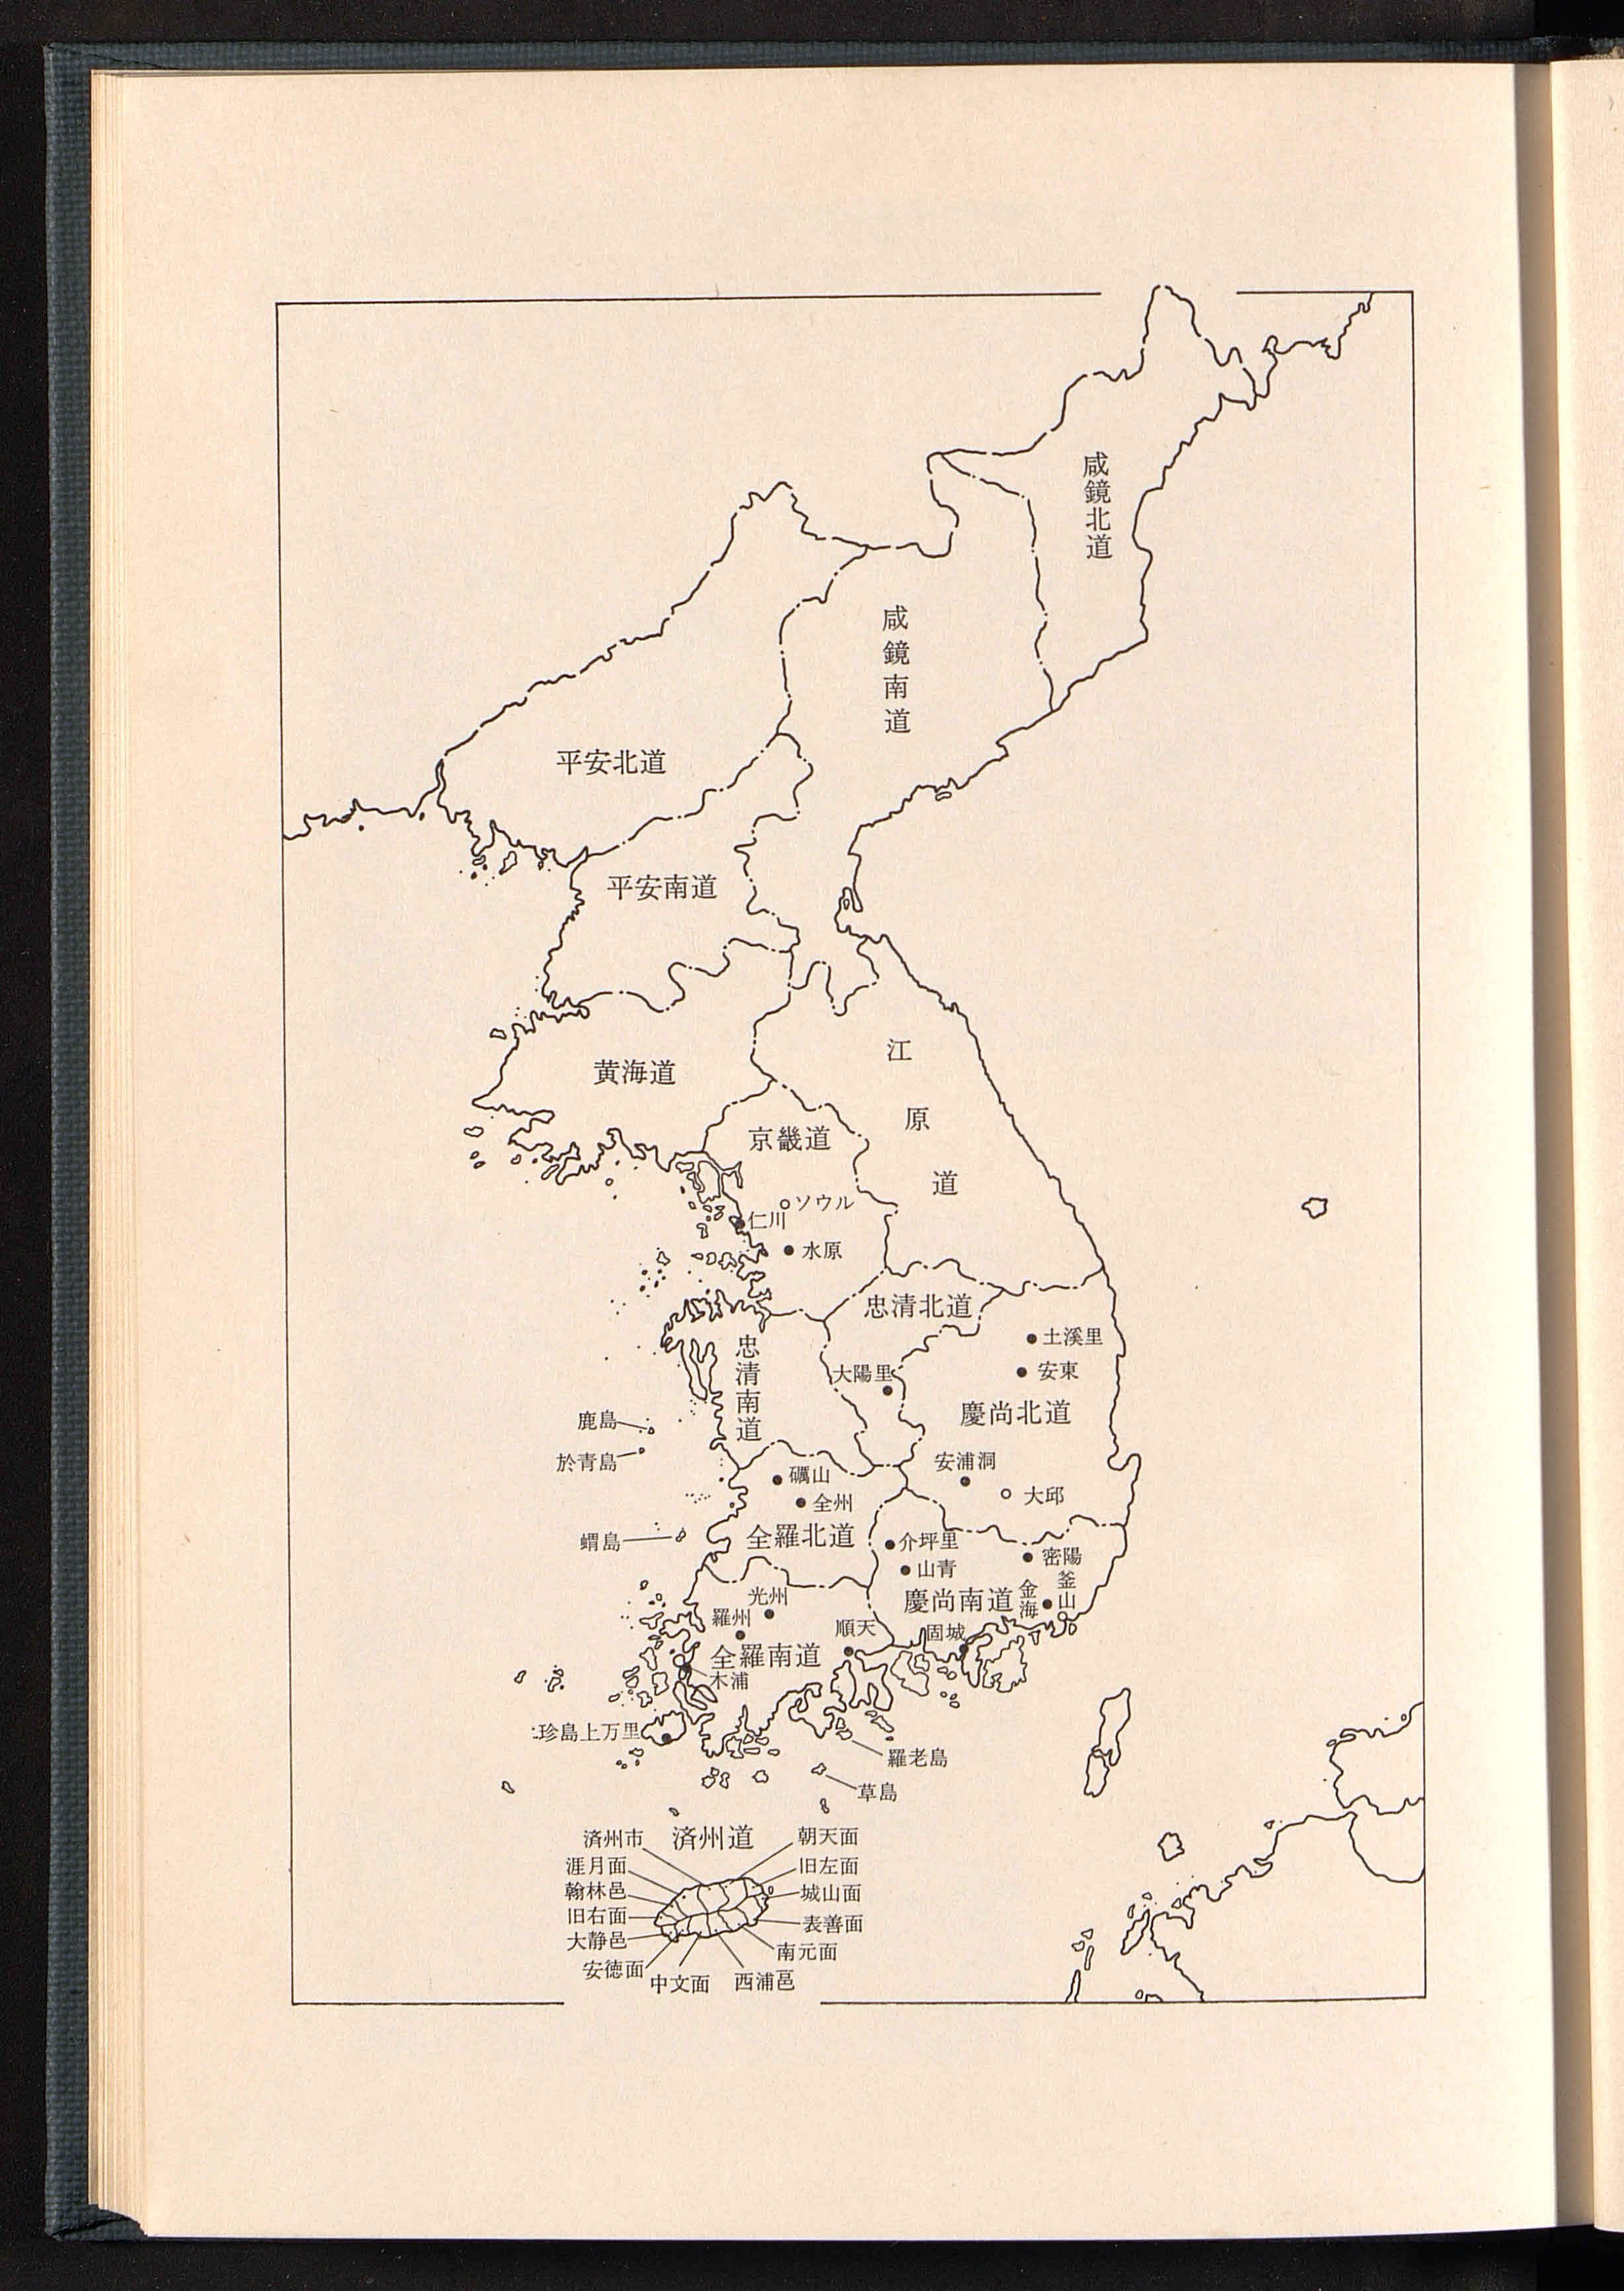 咸鏡北道
咸鏡南道
平安北道
平安南道
黄海道
江原道
京畿道
ソウル
仁川
水原
忠清北道
忠清南道
土溪里
安東
大陽里
慶尚北道
鹿島
於青島
安浦洞
大邱
礪山
全州
全羅北道
蝟島
介坪里
山青
密陽
慶尚南道
金海
釜山
光州
羅州
順天
固城
全羅南道
木浦
珍島上万里
羅老島
草島
済州道
済州市
涯月面
翰林邑
旧右面
大静邑
安徳面
中文面
西浦邑
南元面
表善面
城山面
旧左面
朝天面